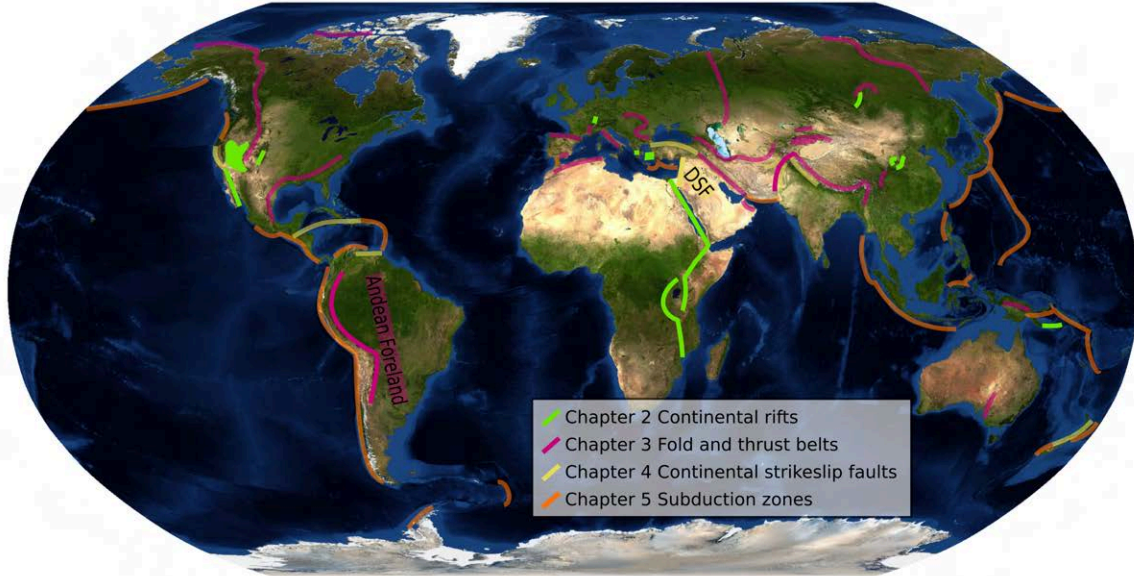 DSF
Andean Foreland
Chapter 2 Continental rifts
Chapter 3 Fold and thrust belts
Chapter 4 Continental strikeslip faults
Chapter 5 Subduction zones